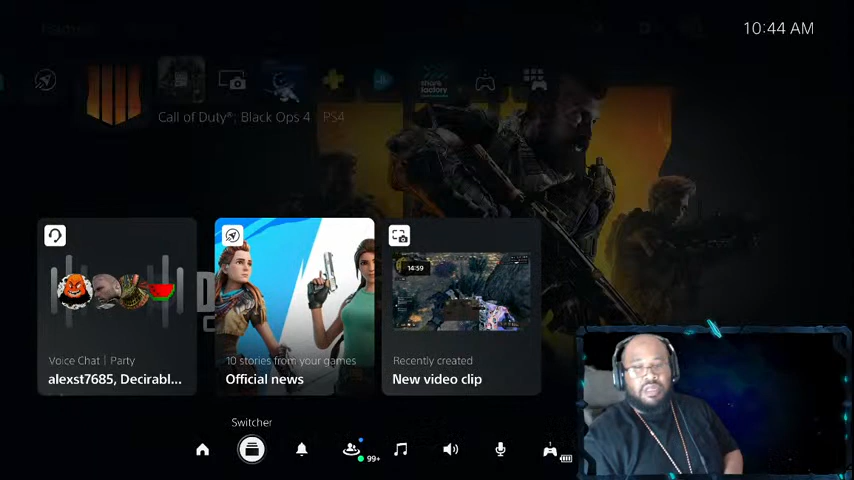 10:44 AM
share
factory
Call of Duty®: Black Ops 4 PS4
14:59
Voice Chat | Party
alexst7685, Decirabl...
10 stories from your games
Official news
Recently created
New video clip
Switcher
99+
1